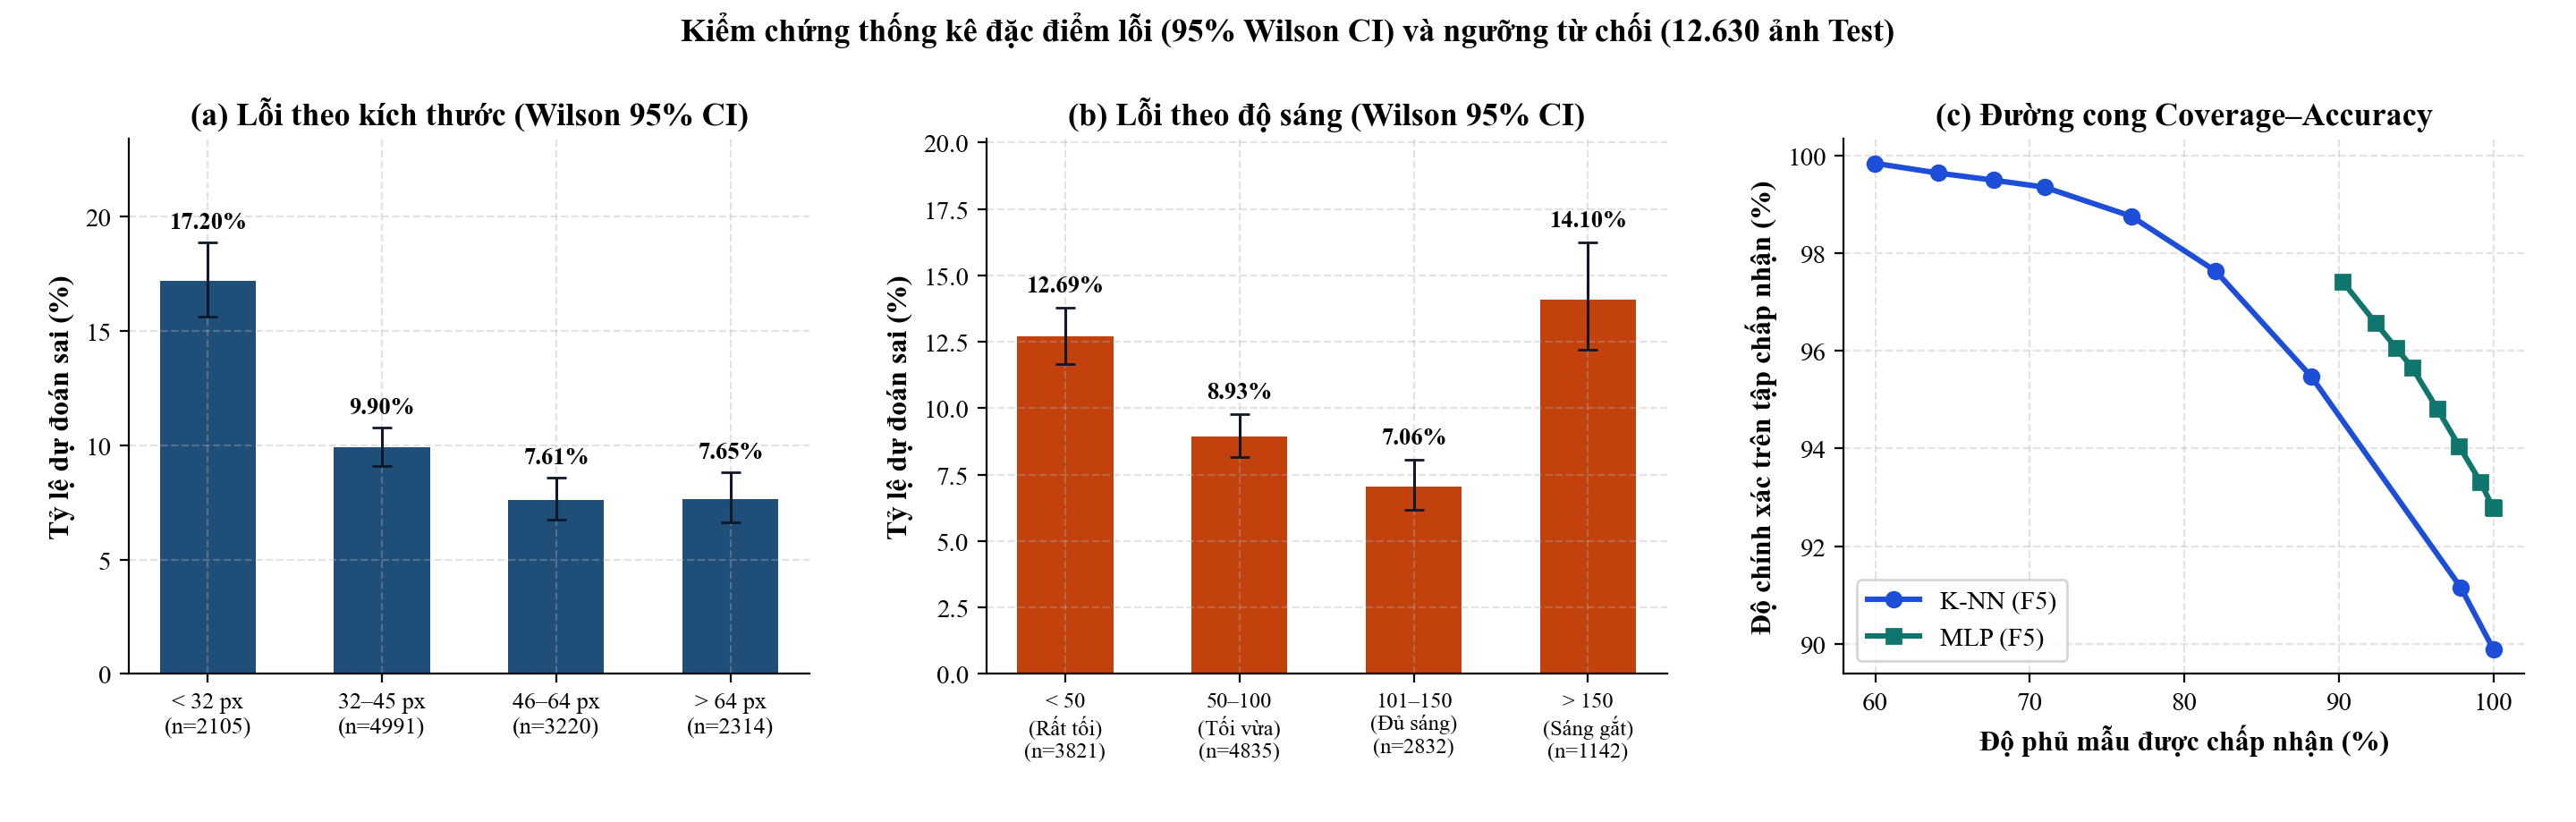 Kiểm chứng thống kê đặc điểm lỗi (95% Wilson CI) và ngưỡng từ chối (12.630 ảnh Test)
(a) Lỗi theo kích thước (Wilson 95% CI)
Tỷ lệ dự đoán sai (%)
20
15
10
5
0
17.20%
9.90%
7.61%
7.65%
< 32 px
(n=2105)
32–45 px
(n=4991)
46–64 px
(n=3220)
> 64 px
(n=2314)
(b) Lỗi theo độ sáng (Wilson 95% CI)
Tỷ lệ dự đoán sai (%)
20.0
17.5
15.0
12.5
10.0
7.5
5.0
2.5
0.0
12.69%
8.93%
7.06%
14.10%
< 50
(Rất tối)
(n=3821)
50–100
(Tối vừa)
(n=4835)
101–150
(Đủ sáng)
(n=2832)
> 150
(Sáng gắt)
(n=1142)
(c) Đường cong Coverage–Accuracy
Độ chính xác trên tập chấp nhận (%)
100
98
96
94
92
90
K-NN (F5)
MLP (F5)
60
70
80
90
100
Độ phủ mẫu được chấp nhận (%)